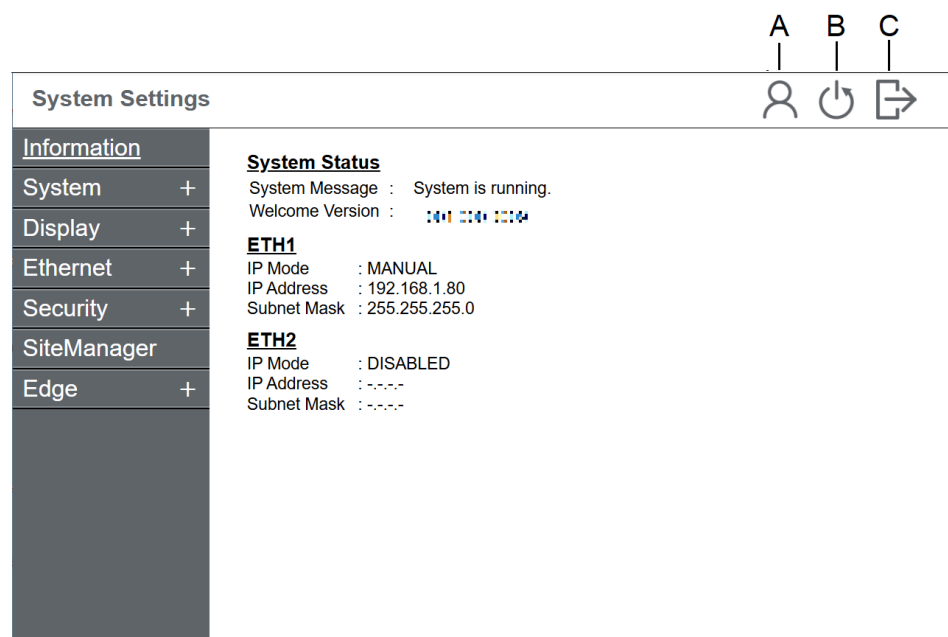 A B C
System Settings
Information
System +
Display +
Ethernet +
Security +
SiteManager
Edge +
System Status
System Message : System is running.
Welcome Version :
ETH1
IP Mode : MANUAL
IP Address : 192.168.1.80
Subnet Mask : 255.255.255.0
ETH2
IP Mode : DISABLED
IP Address : -.-.-.-
Subnet Mask : -.-.-.-